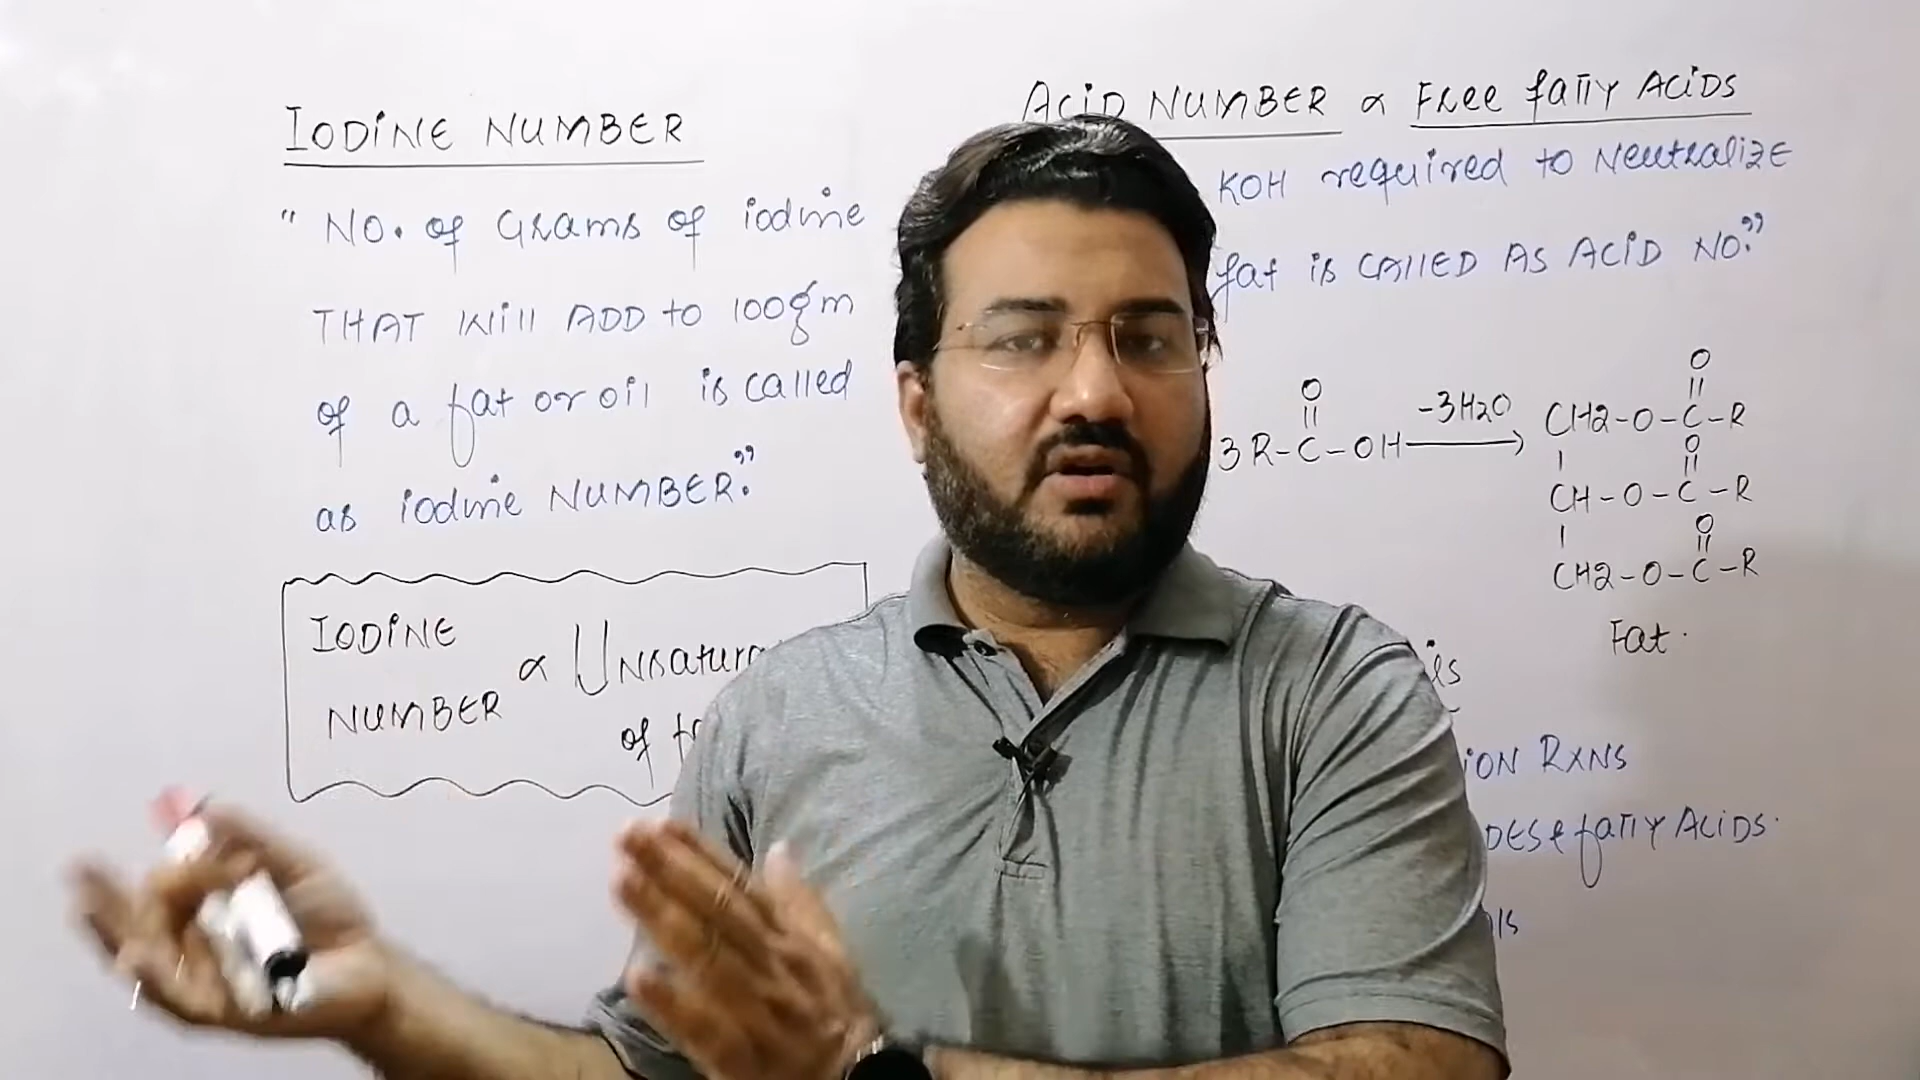 IODINE NUMBER
" NO. of Grams of iodine
THAT Will ADD to 100gm
of a fat or oil is called
as iodine NUMBER."
IODINE
NUMBER
∝ Unsatura
of
ACID NUMBER ∝ Free fatty ACIDS
KOH required to Neutralize
fat is CAllED AS ACID NO."
O
||
3R-C-OH
-3H2O
O
||
CH2-O-C-R
| O
||
CH-O-C-R
| O
||
CH2-O-C-R
Fat.
ION RXNS
DES & fatty ACIDS.